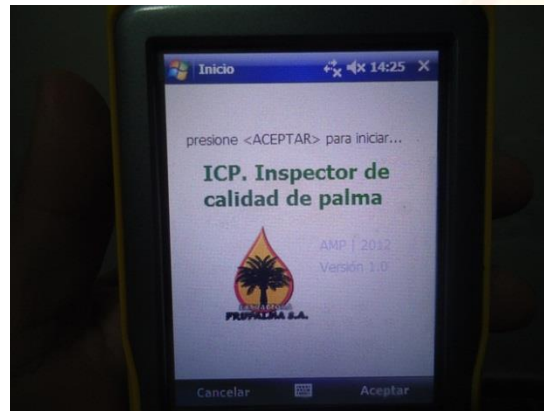 Inicio
14:25
presione <ACEPTAR> para iniciar...
ICP. Inspector de
calidad de palma
AMP | 2012
Versión 1.0
PROPALMA S.A.
Cancelar
Aceptar